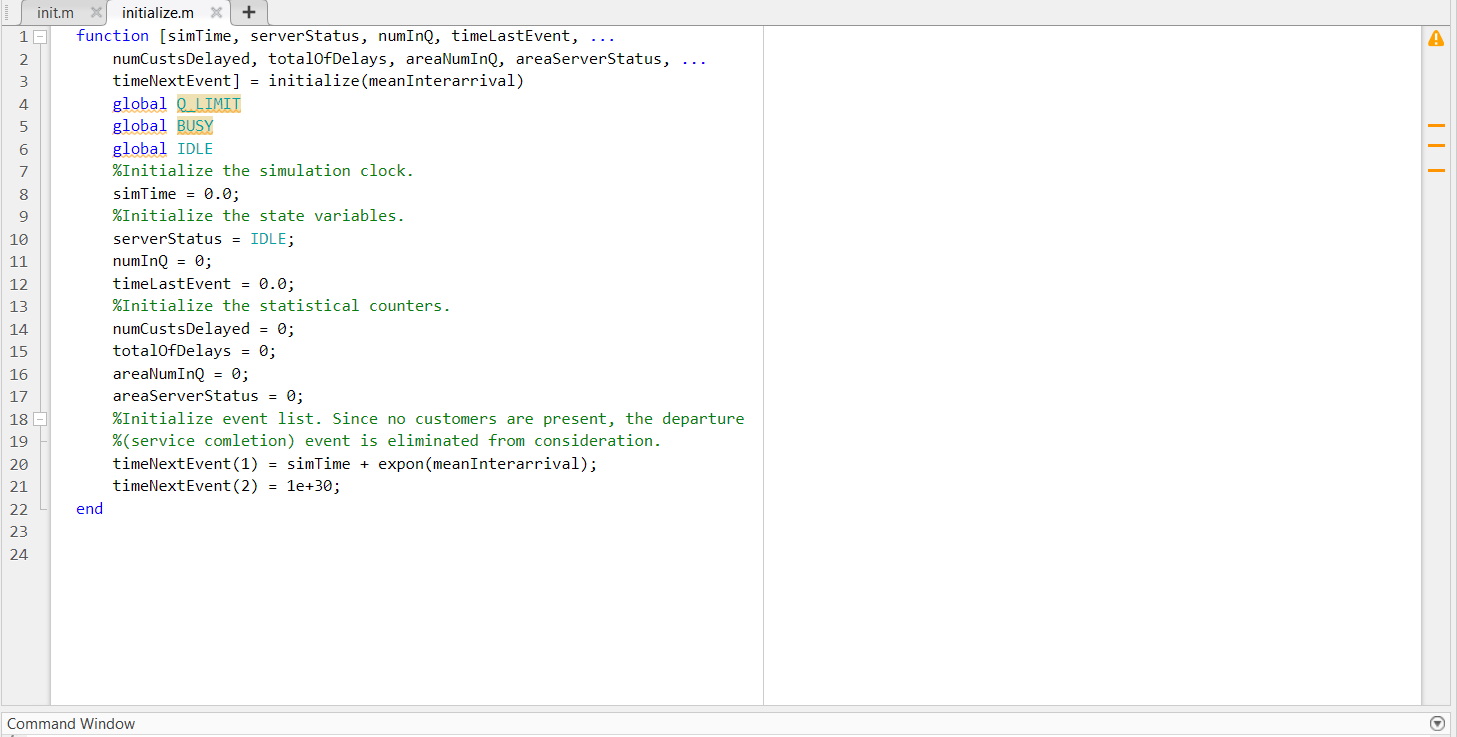 init.m initialize.m +
1 function [simTime, serverStatus, numInQ, timeLastEvent, ...
2 numCustsDelayed, totalOfDelays, areaNumInQ, areaServerStatus, ...
3 timeNextEvent] = initialize(meanInterarrival)
4 global Q_LIMIT
5 global BUSY
6 global IDLE
7 %Initialize the simulation clock.
8 simTime = 0.0;
9 %Initialize the state variables.
10 serverStatus = IDLE;
11 numInQ = 0;
12 timeLastEvent = 0.0;
13 %Initialize the statistical counters.
14 numCustsDelayed = 0;
15 totalOfDelays = 0;
16 areaNumInQ = 0;
17 areaServerStatus = 0;
18 %Initialize event list. Since no customers are present, the departure
19 %(service comletion) event is eliminated from consideration.
20 timeNextEvent(1) = simTime + expon(meanInterarrival);
21 timeNextEvent(2) = 1e+30;
22 end
23
24
Command Window